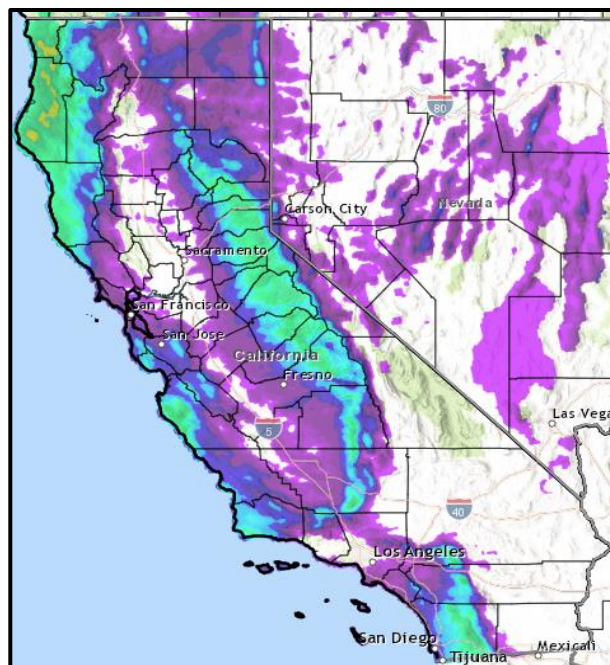 80
Nevada
Carson City
Sacramento
San Francisco
San Jose
California
Fresno
5
Las Vega
40
Los Angeles
San Diego
Tijuana
Mexicali